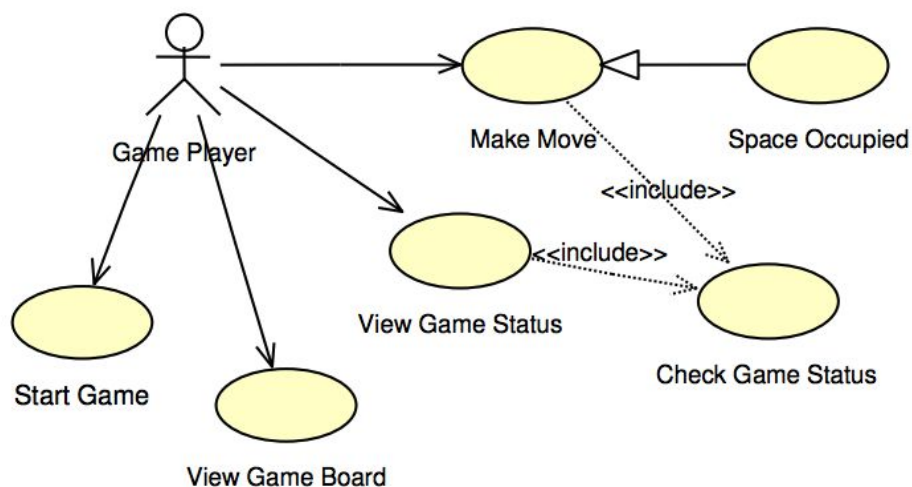 Game Player
Make Move
Space Occupied
<<include>>
<<include>>
View Game Status
Check Game Status
Start Game
View Game Board